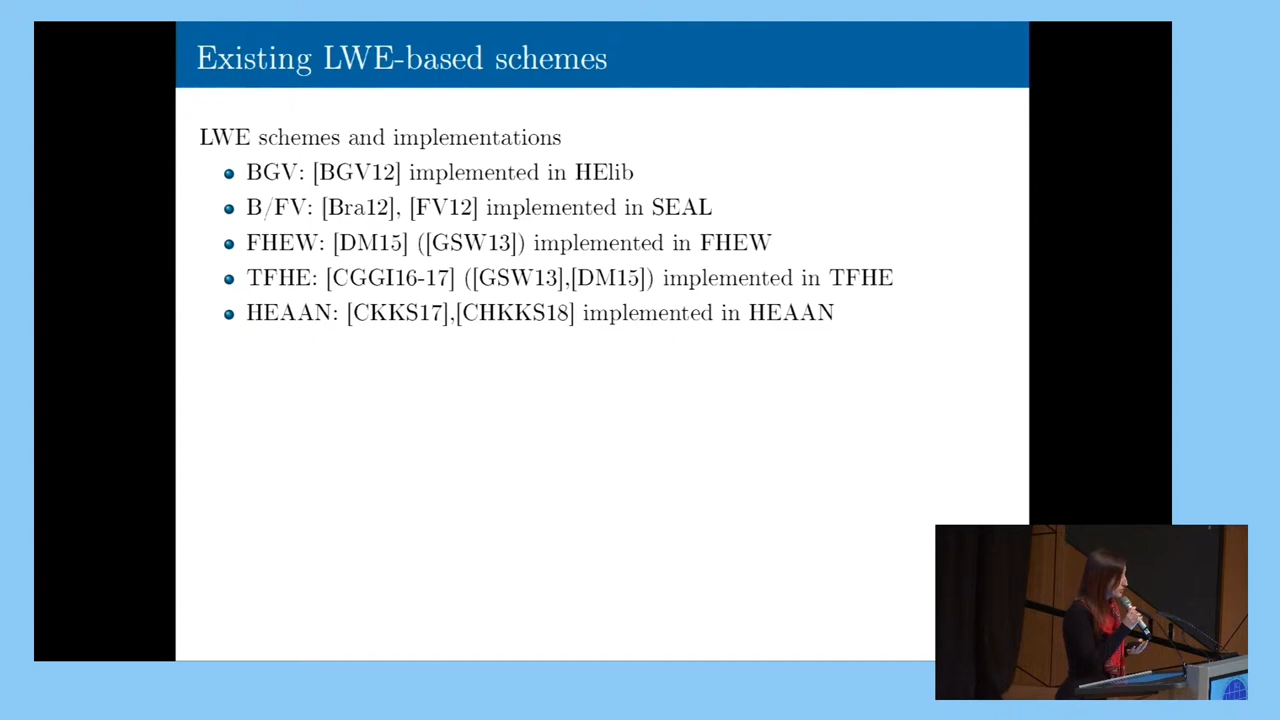 Existing LWE-based schemes
LWE schemes and implementations
BGV: [BGV12] implemented in HElib
B/FV: [Bra12], [FV12] implemented in SEAL
FHEW: [DM15] ([GSW13]) implemented in FHEW
TFHE: [CGGI16-17] ([GSW13],[DM15]) implemented in TFHE
HEAAN: [CKKS17],[CHKKS18] implemented in HEAAN